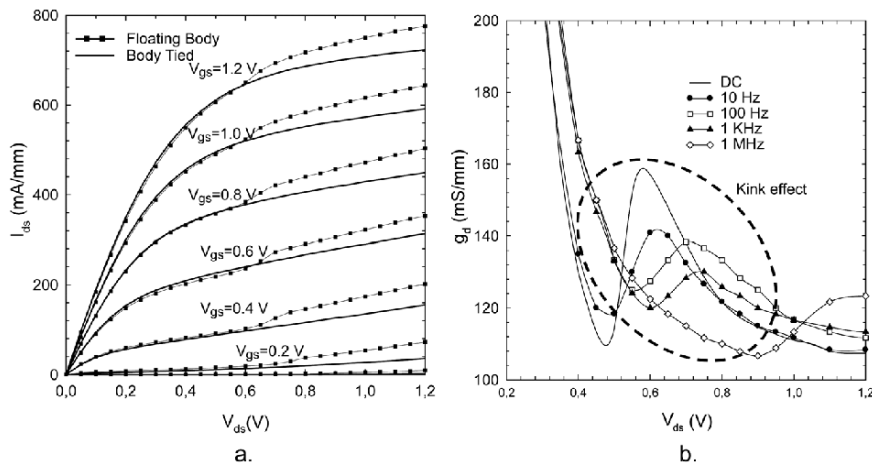 800
600
400
200
0
I_ds (mA/mm)
Floating Body
Body Tied
V_gs=1.2 V
V_gs=1.0 V
V_gs=0.8 V
V_gs=0.6 V
V_gs=0.4 V
V_gs=0.2 V
0,0 0,2 0,4 0,6 0,8 1,0 1,2
V_ds(V)
a.
200
180
160
140
120
100
g_d (mS/mm)
DC
10 Hz
100 Hz
1 KHz
1 MHz
Kink effect
0,2 0,4 0,6 0,8 1,0 1,2
V_ds (V)
b.